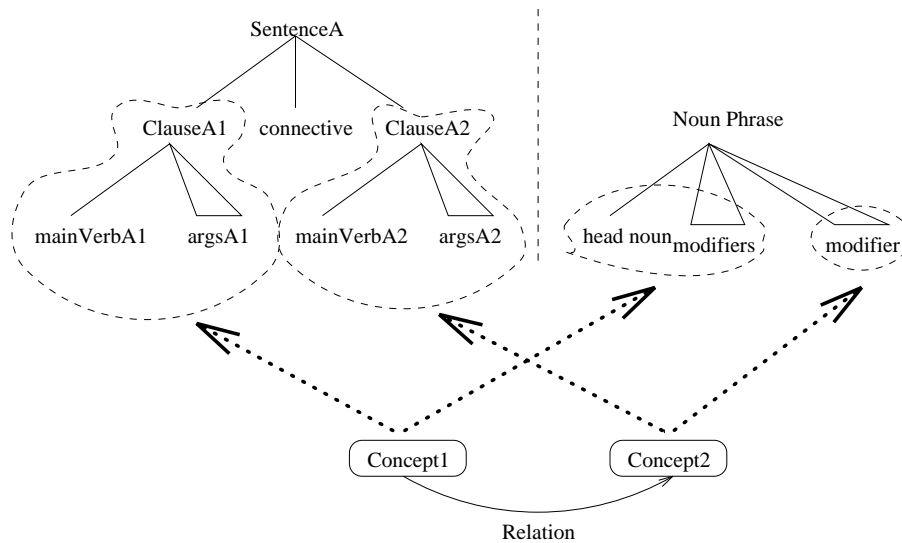 SentenceA
ClauseA1
connective
ClauseA2
Noun Phrase
mainVerbA1
argsA1
mainVerbA2
argsA2
head noun
modifiers
modifier
Concept1
Concept2
Relation